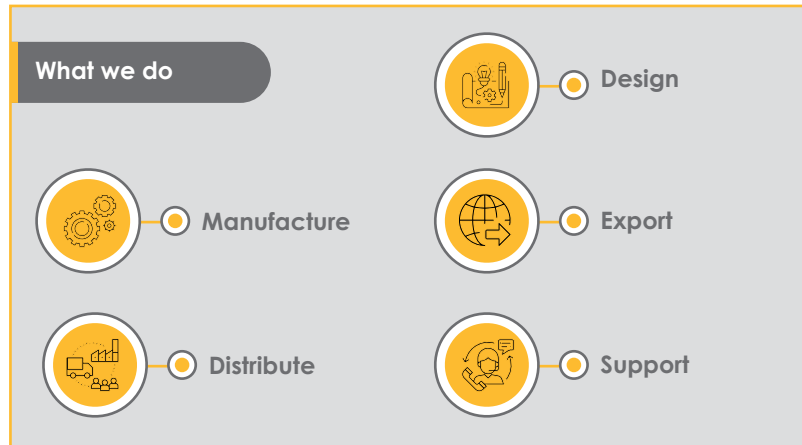 What we do
Design
Manufacture
Export
Distribute
Support